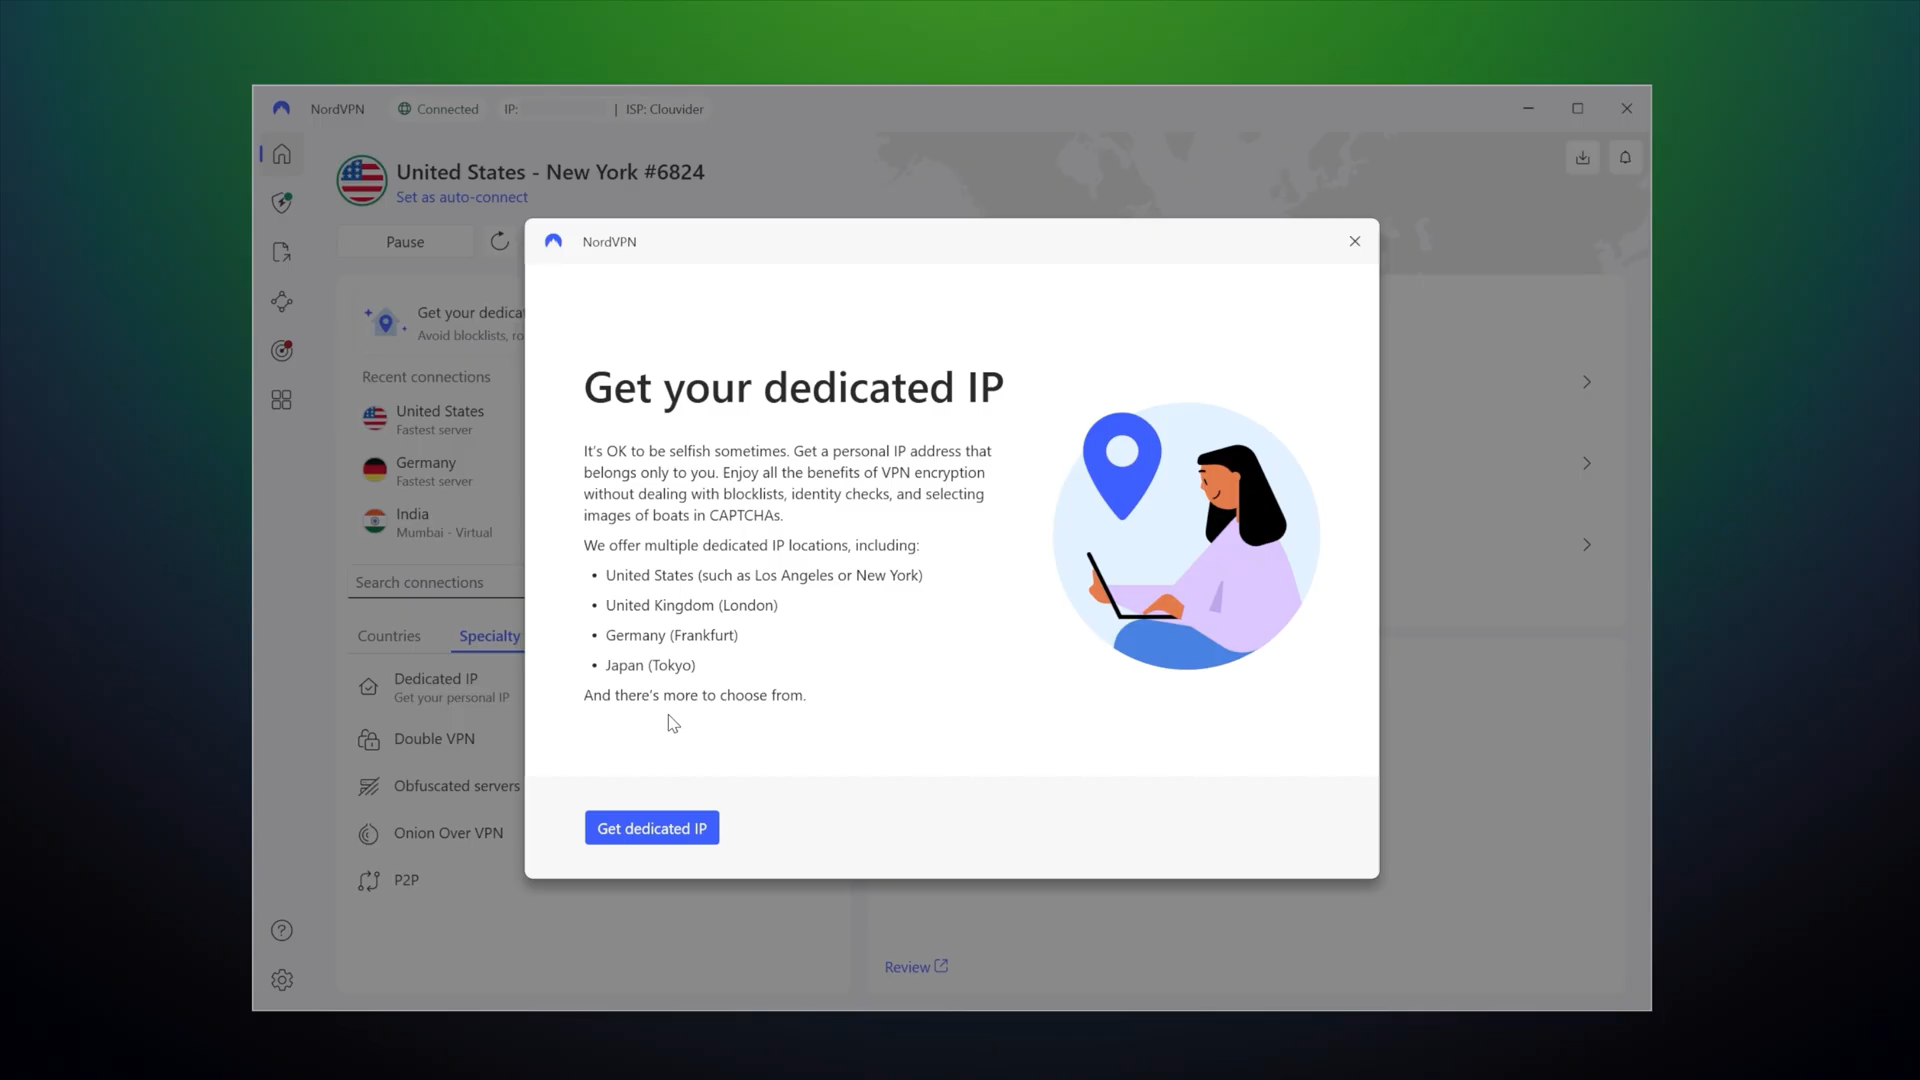 NordVPN
Connected
IP:
| ISP: Clouvider
United States - New York #6824
Set as auto-connect
Pause
Get your dedicat
Avoid blocklists, ro
Recent connections
United States
Fastest server
Germany
Fastest server
India
Mumbai - Virtual
Search connections
Countries
Specialty
Dedicated IP
Get your personal IP
Double VPN
Obfuscated servers
Onion Over VPN
P2P
NordVPN
Get your dedicated IP
It's OK to be selfish sometimes. Get a personal IP address that
belongs only to you. Enjoy all the benefits of VPN encryption
without dealing with blocklists, identity checks, and selecting
images of boats in CAPTCHAs.
We offer multiple dedicated IP locations, including:
• United States (such as Los Angeles or New York)
• United Kingdom (London)
• Germany (Frankfurt)
• Japan (Tokyo)
And there's more to choose from.
Get dedicated IP
Review